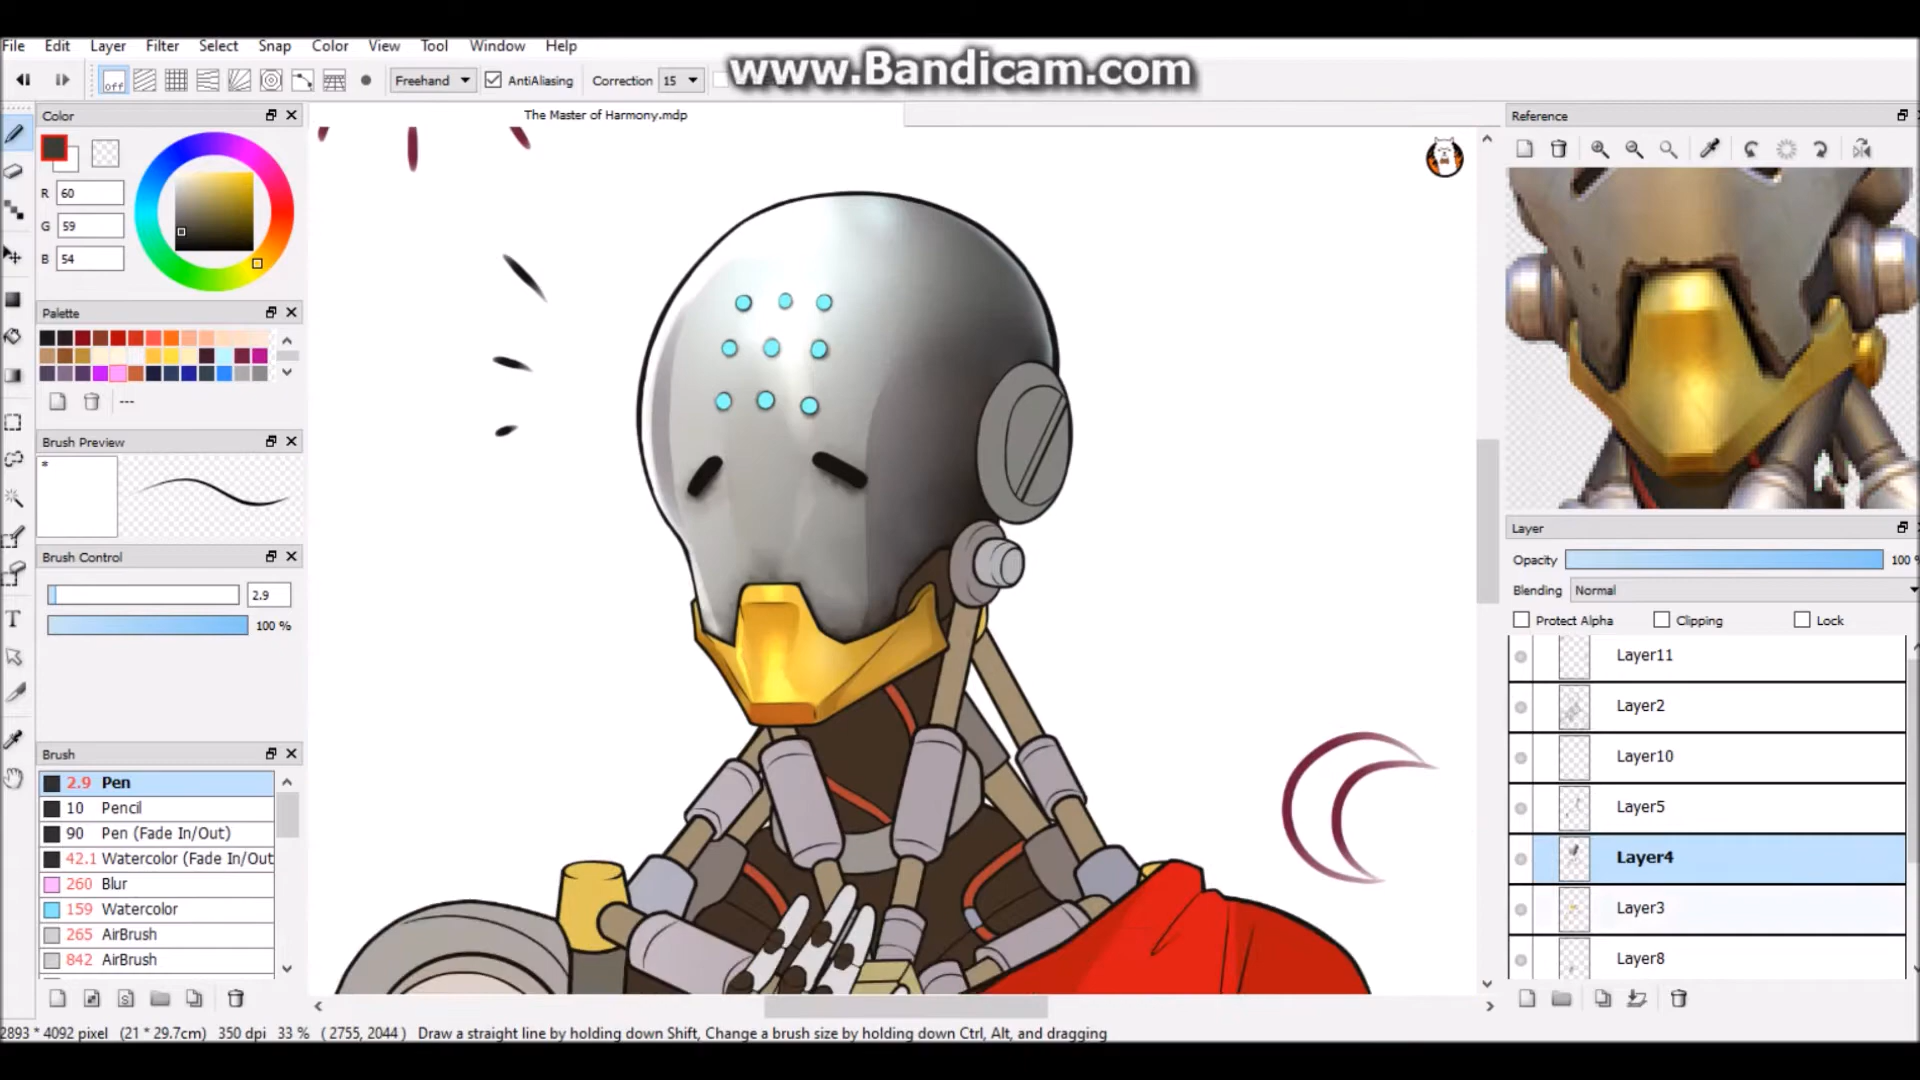 www.Bandicam.com
File Edit Layer Filter Select Snap Color View Tool Window Help
off Freehand AntiAliasing Correction 15
Color
The Master of Harmony.mdp
Reference
R 60
G 59
B 54
Palette
---
Brush Preview
*
Brush Control
2.9
100 %
Brush
2.9 Pen
10 Pencil
90 Pen (Fade In/Out)
42.1 Watercolor (Fade In/Out
260 Blur
159 Watercolor
265 AirBrush
842 AirBrush
Layer
Opacity 100
Blending Normal
Protect Alpha Clipping Lock
Layer11
Layer2
Layer10
Layer5
Layer4
Layer3
Layer8
2893 * 4092 pixel (21 * 29.7cm) 350 dpi 33 % ( 2755, 2044 ) Draw a straight line by holding down Shift, Change a brush size by holding down Ctrl, Alt, and dragging